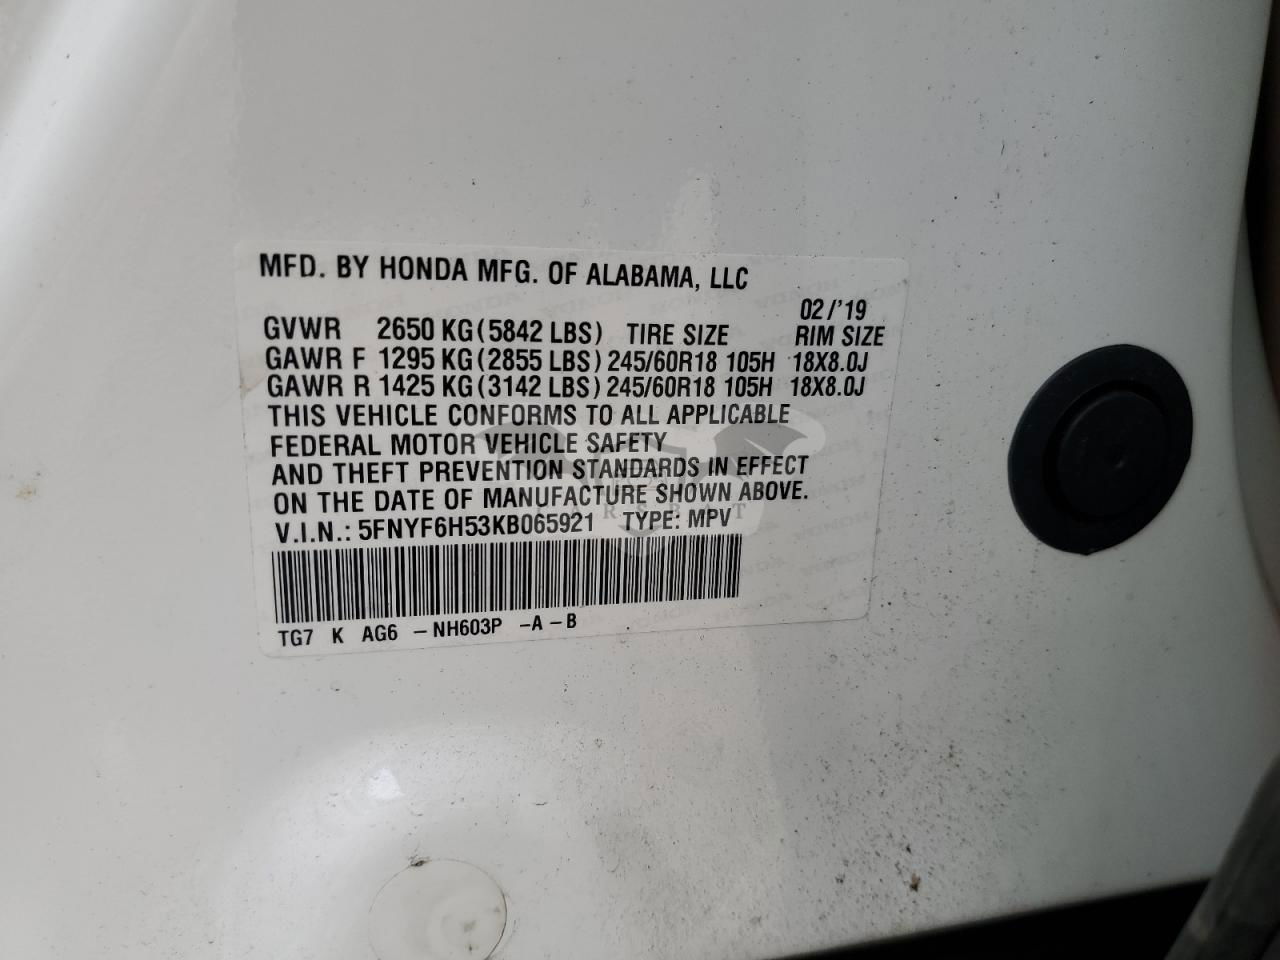 MFD. BY HONDA MFG. OF ALABAMA, LLC
02/'19
GVWR 2650 KG(5842 LBS) TIRE SIZE RIM SIZE
GAWR F 1295 KG(2855 LBS) 245/60R18 105H 18X8.0J
GAWR R 1425 KG(3142 LBS) 245/60R18 105H 18X8.0J
THIS VEHICLE CONFORMS TO ALL APPLICABLE
FEDERAL MOTOR VEHICLE SAFETY
AND THEFT PREVENTION STANDARDS IN EFFECT
ON THE DATE OF MANUFACTURE SHOWN ABOVE.
V.I.N.: 5FNYF6H53KB065921 TYPE: MPV
TG7 K AG6 -NH603P -A-B